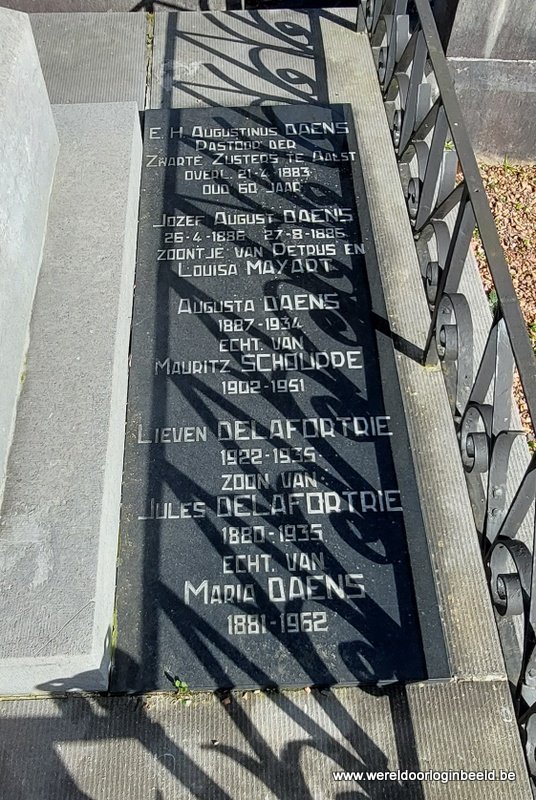 E.H. AUGUSTINUS DAENS
PASTOOR DER
ZWARTE ZUSTERS TE AALST
OVERL. 21-4-1883
OUD 60 JAAR
JOZEF AUGUST DAENS
26-4-1886 27-8-1886
ZOONTJE VAN PETRUS EN
LOUISA MAYART
AUGUSTA DAENS
1887-1934
ECHT. VAN
MAURITZ SCHOUPPE
1902-1951
LIEVEN DELAFORTRIE
1922-1935
ZOON VAN
JULES DELAFORTRIE
1880-1935
ECHT. VAN
MARIA DAENS
1881-1962
www.wereldoorloginbeeld.be